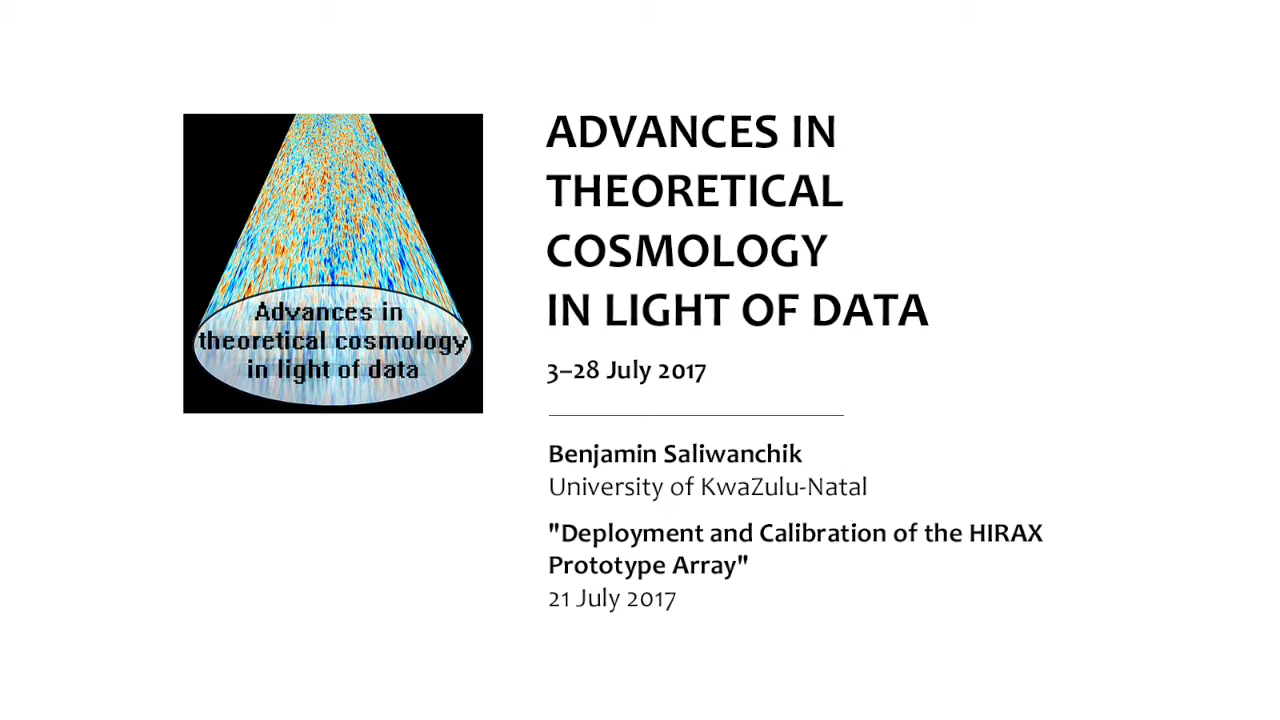 Advances in
theoretical cosmology
in light of data
ADVANCES IN
THEORETICAL
COSMOLOGY
IN LIGHT OF DATA
3–28 July 2017
Benjamin Saliwanchik
University of KwaZulu-Natal
"Deployment and Calibration of the HIRAX
Prototype Array"
21 July 2017